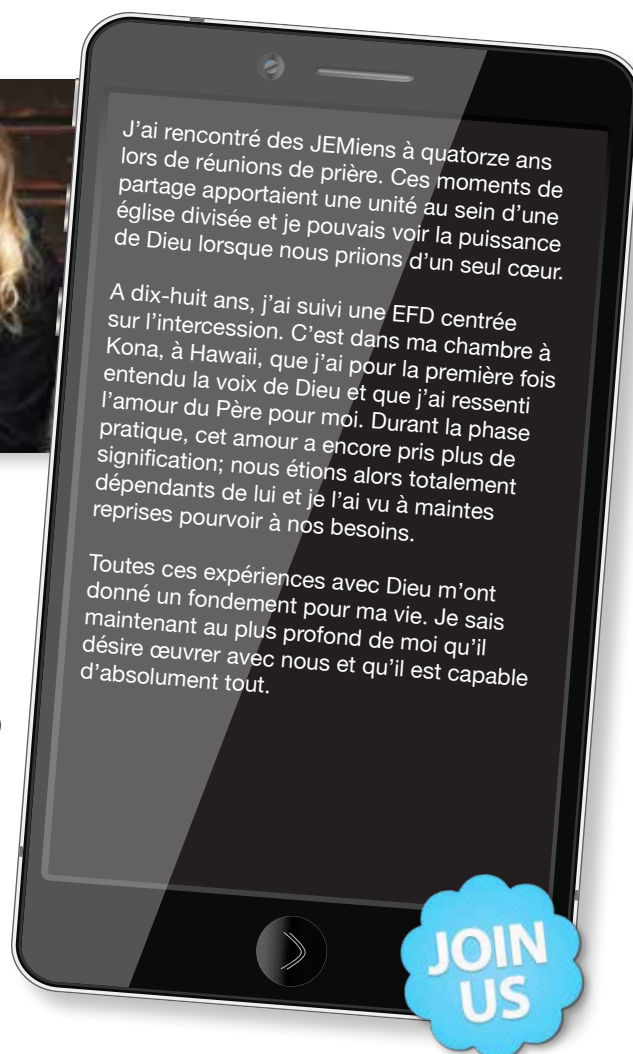 J’ai rencontré des JEMiens à quatorze ans
lors de réunions de prière. Ces moments de
partage apportaient une unité au sein d’une
église divisée et je pouvais voir la puissance
de Dieu lorsque nous priions d’un seul cœur.
A dix-huit ans, j’ai suivi une EFD centrée
sur l’intercession. C’est dans ma chambre à
Kona, à Hawaii, que j’ai pour la première fois
entendu la voix de Dieu et que j’ai ressenti
l’amour du Père pour moi. Durant la phase
pratique, cet amour a encore pris plus de
signification; nous étions alors totalement
dépendants de lui et je l’ai vu à maintes
reprises pourvoir à nos besoins.
Toutes ces expériences avec Dieu m’ont
donné un fondement pour ma vie. Je sais
maintenant au plus profond de moi qu’il
désire œuvrer avec nous et qu’il est capable
d’absolument tout.
JOIN
US